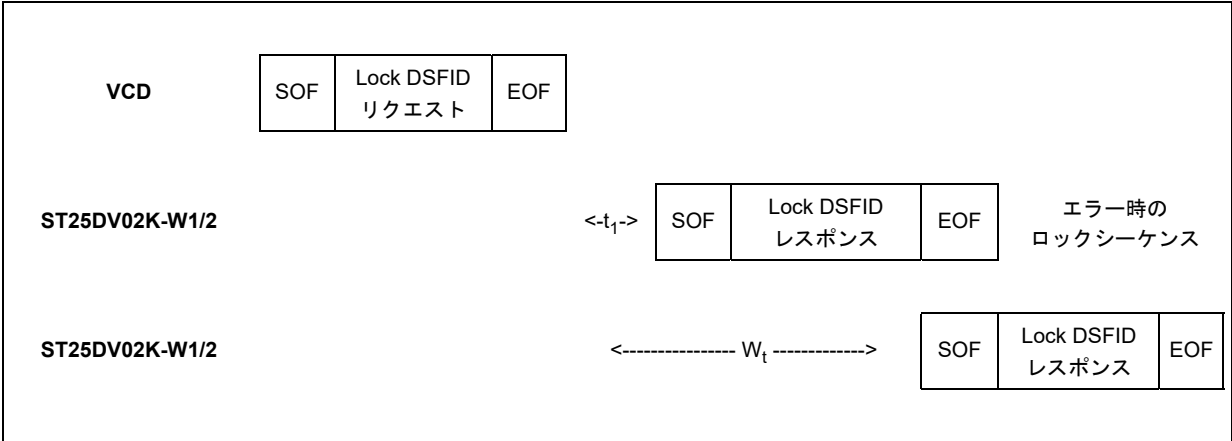 VCD
SOF
Lock DSFID
リクエスト
EOF
ST25DV02K-W1/2
<-t1->
SOF
Lock DSFID
レスポンス
EOF
エラー時の
ロックシーケンス
ST25DV02K-W1/2
<---------------- Wt ------------->
SOF
Lock DSFID
レスポンス
EOF